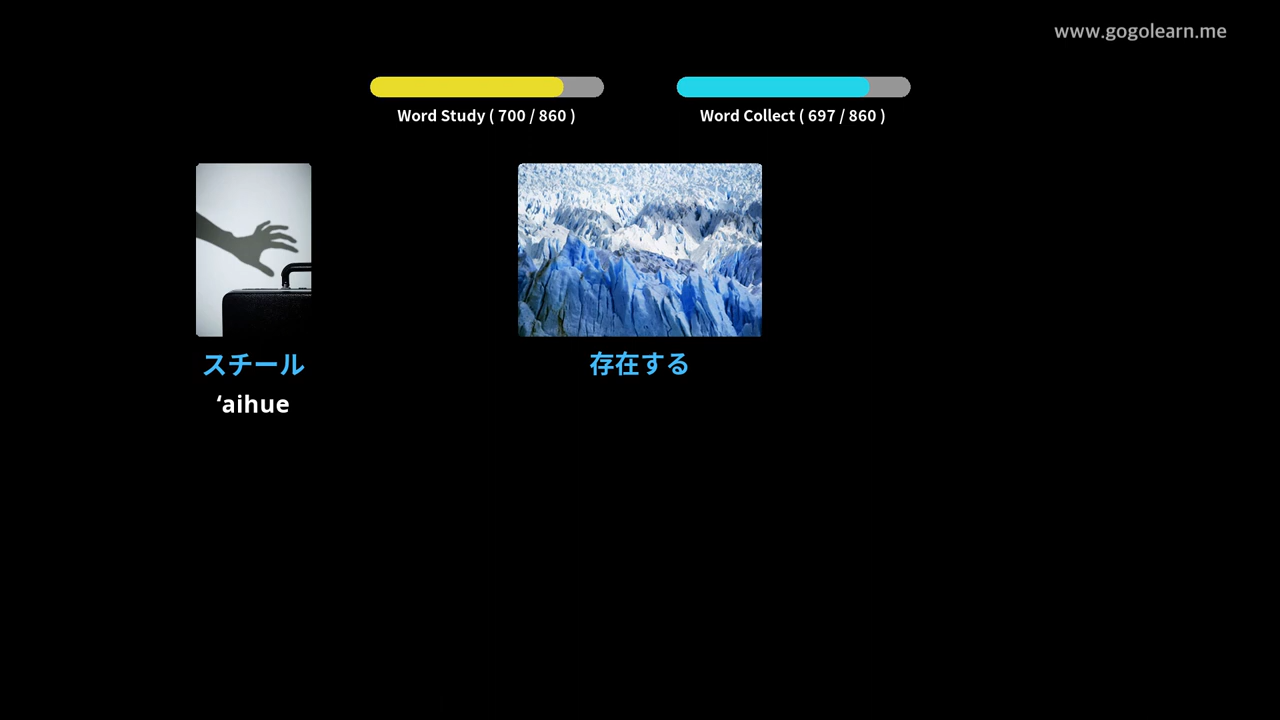 www.gogolearn.me
Word Study ( 700 / 860 )
Word Collect ( 697 / 860 )
スチール
‘aihue
存在する